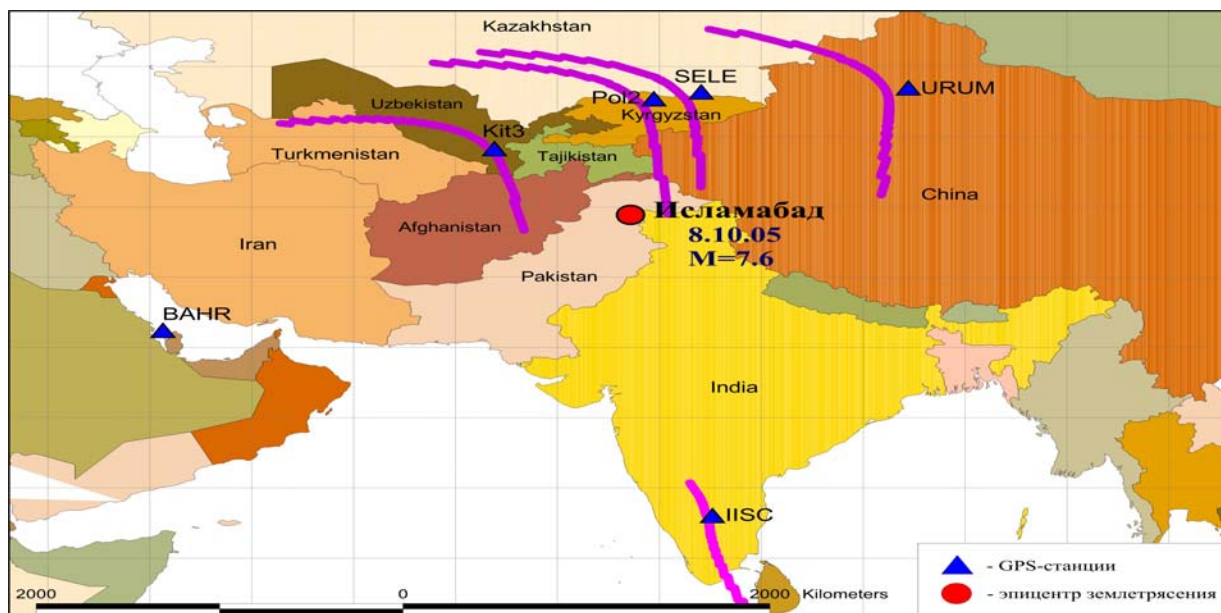 Kazakhstan
SELE
URUM
Pol2
Uzbekistan
Kyrgyzstan
Kit3
Turkmenistan
Tajikistan
China
Исламабад
8.10.05
M=7.6
Afghanistan
Iran
Pakistan
BAHR
India
IISC
- GPS-станции
- эпицентр землетрясения
2000 0 2000 Kilometers